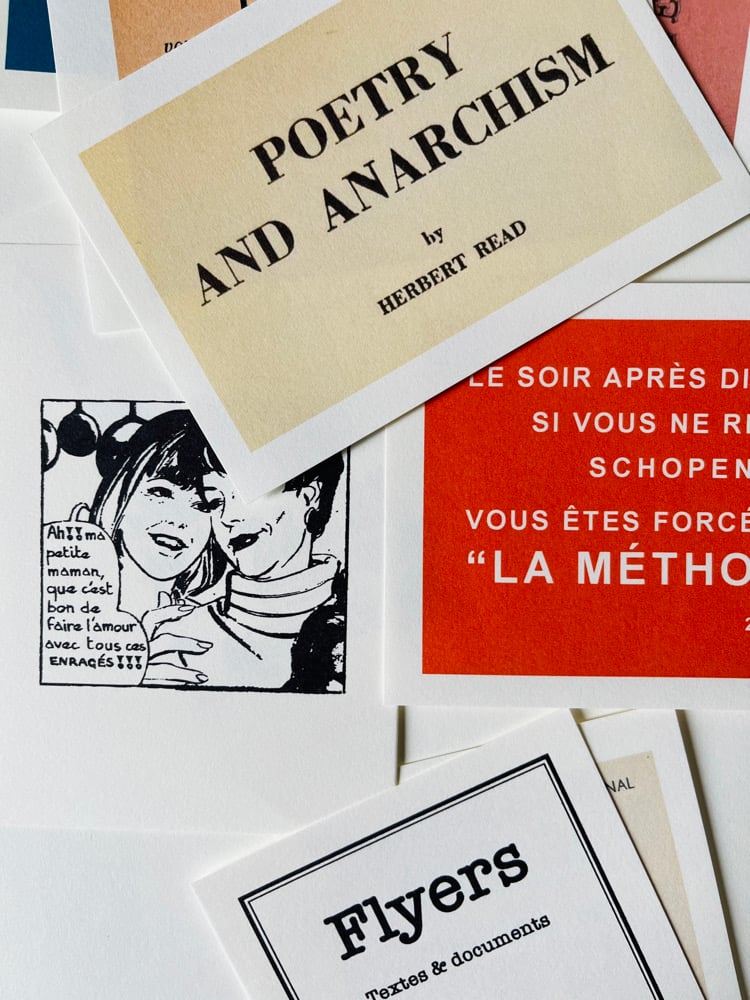 POETRY
AND ANARCHISM
by
HERBERT READ
LE SOIR APRÈS
SI VOUS NE
SCHOPEN
VOUS ÊTES FORCÉ
“LA MÉTHO
Ah!! ma
petite
maman,
que c'est
bon de
faire l'amour
avec tous ces
ENRAGÉS!!!
NAL
Flyers
Textes & documents